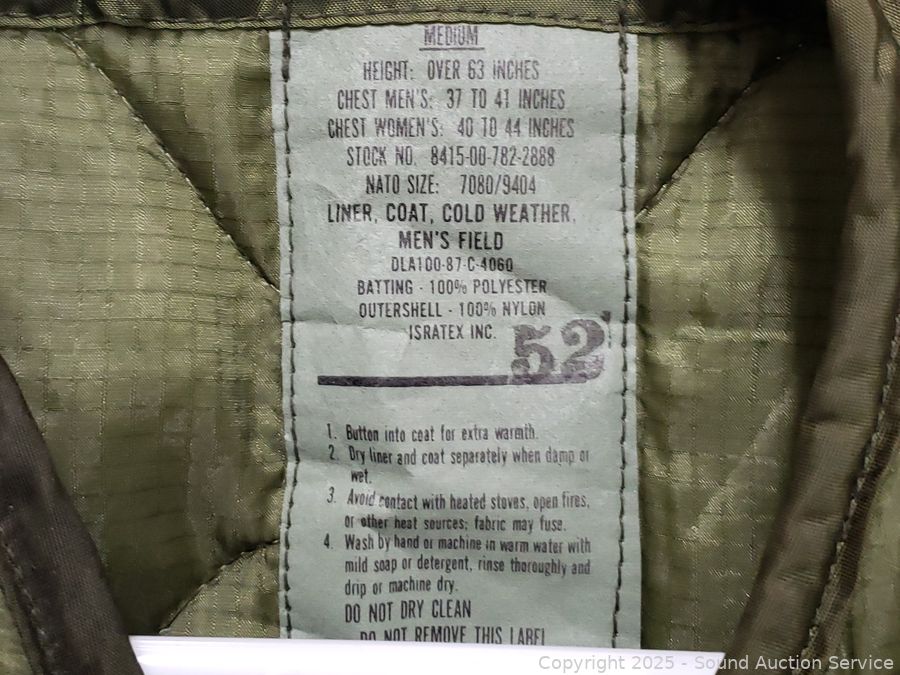 MEDIUM
HEIGHT: OVER 63 INCHES
CHEST MEN'S: 37 TO 41 INCHES
CHEST WOMEN'S: 40 TO 44 INCHES
STOCK NO. 8415-00-782-2888
NATO SIZE: 7080/9404
LINER, COAT, COLD WEATHER,
MEN'S FIELD
DLA100-87-C-4060
BATTING - 100% POLYESTER
OUTERSHELL - 100% NYLON
ISRATEX INC.
52
1. Button into coat for extra warmth.
2. Dry liner and coat separately when damp or
wet.
3. Avoid contact with heated stoves, open fires,
or other heat sources; fabric may fuse.
4. Wash by hand or machine in warm water with
mild soap or detergent, rinse thoroughly and
drip or machine dry.
DO NOT DRY CLEAN
DO NOT REMOVE THIS LABEL
Copyright © 2025 - Sound Auction Service